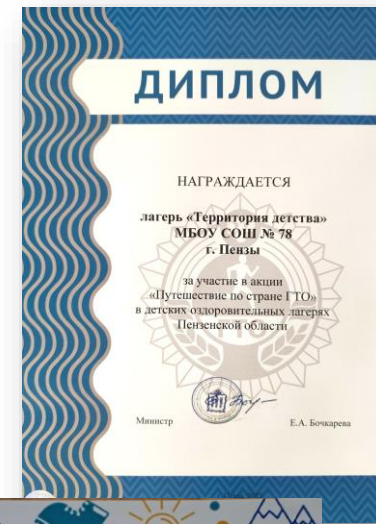 ДИПЛОМ
НАГРАЖДАЕТСЯ
лагерь «Территория детства»
МБОУ СОШ № 78
г. Пензы
за участие в акции
«Путешествие по стране ГТО»
в детских оздоровительных лагерях
Пензенской области
Министр Е.А. Бочкарева